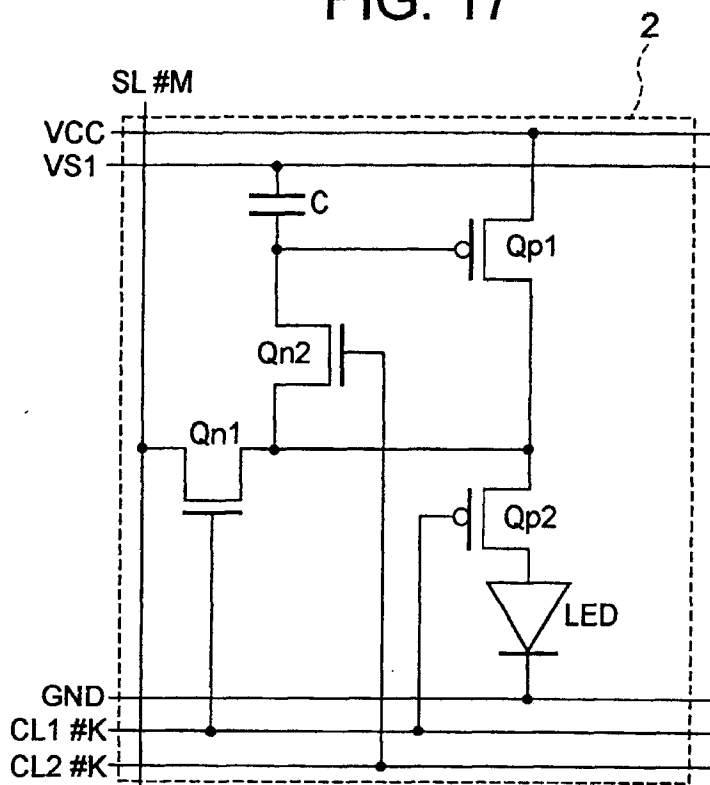 FIG. 17
2
SL #M
VCC
VS1
C
Qp1
Qn2
Qn1
Qp2
LED
GND
CL1 #K
CL2 #K